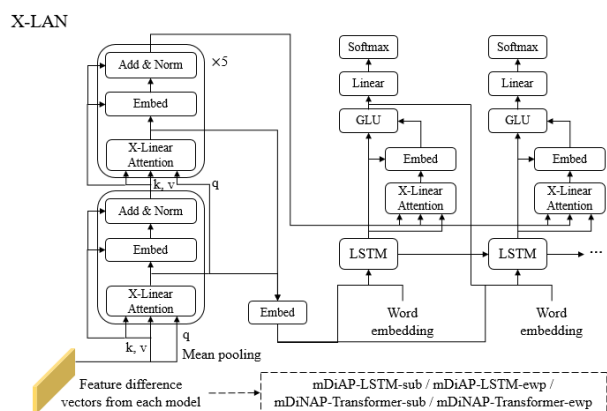 X-LAN
×5
Add & Norm
Embed
X-Linear
Attention
k, v
q
Add & Norm
Embed
X-Linear
Attention
k, v
q
Mean pooling
Embed
Softmax
Linear
GLU
Embed
X-Linear
Attention
LSTM
Word
embedding
Softmax
Linear
GLU
Embed
X-Linear
Attention
LSTM
...
Word
embedding
Feature difference
vectors from each model
mDiAP-LSTM-sub / mDiAP-LSTM-ewp /
mDiNAP-Transformer-sub / mDiNAP-Transformer-ewp